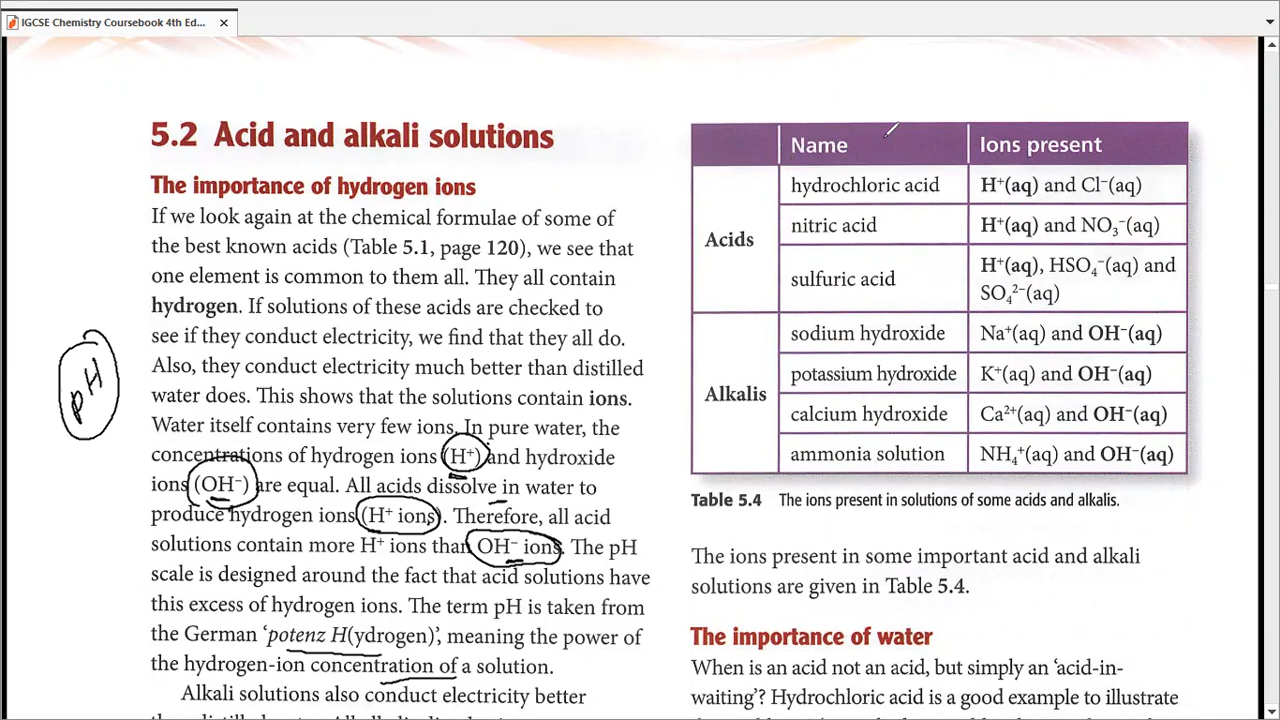 IGCSE Chemistry Coursebook 4th Ed...
5.2 Acid and alkali solutions
The importance of hydrogen ions
If we look again at the chemical formulae of some of
the best known acids (Table 5.1, page 120), we see that
one element is common to them all. They all contain
hydrogen. If solutions of these acids are checked to
see if they conduct electricity, we find that they all do.
Also, they conduct electricity much better than distilled
water does. This shows that the solutions contain ions.
Water itself contains very few ions. In pure water, the
concentrations of hydrogen ions (H⁺) and hydroxide
ions (OH⁻) are equal. All acids dissolve in water to
produce hydrogen ions (H⁺ ions). Therefore, all acid
solutions contain more H⁺ ions than OH⁻ ions. The pH
scale is designed around the fact that acid solutions have
this excess of hydrogen ions. The term pH is taken from
the German ‘potenz H(ydrogen)’, meaning the power of
the hydrogen-ion concentration of a solution.
Alkali solutions also conduct electricity better
pH
Name Ions present
Acids
hydrochloric acid H⁺(aq) and Cl⁻(aq)
nitric acid H⁺(aq) and NO₃⁻(aq)
sulfuric acid H⁺(aq), HSO₄⁻(aq) and
SO₄²⁻(aq)
Alkalis
sodium hydroxide Na⁺(aq) and OH⁻(aq)
potassium hydroxide K⁺(aq) and OH⁻(aq)
calcium hydroxide Ca²⁺(aq) and OH⁻(aq)
ammonia solution NH₄⁺(aq) and OH⁻(aq)
Table 5.4 The ions present in solutions of some acids and alkalis.
The ions present in some important acid and alkali
solutions are given in Table 5.4.
The importance of water
When is an acid not an acid, but simply an ‘acid-in-
waiting’? Hydrochloric acid is a good example to illustrate